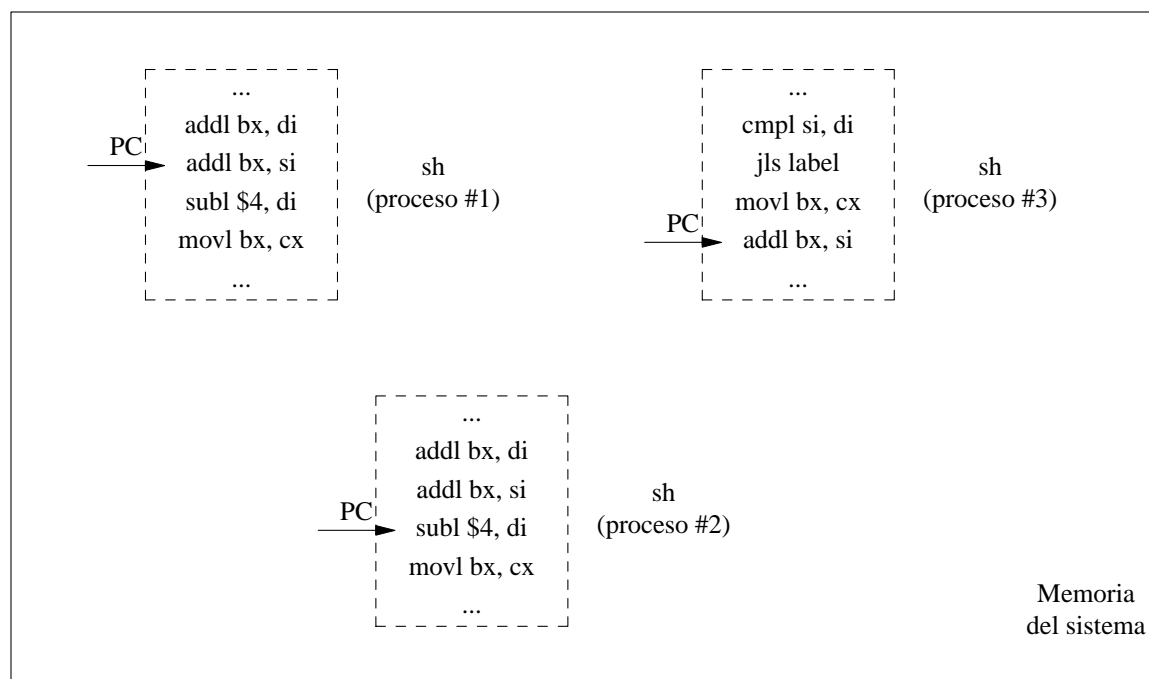 ...
addl bx, di
PC
addl bx, si
subl $4, di
movl bx, cx
...
sh
(proceso #1)
...
cmpl si, di
jls label
movl bx, cx
PC
addl bx, si
...
sh
(proceso #3)
...
addl bx, di
addl bx, si
PC
subl $4, di
movl bx, cx
...
sh
(proceso #2)
Memoria
del sistema